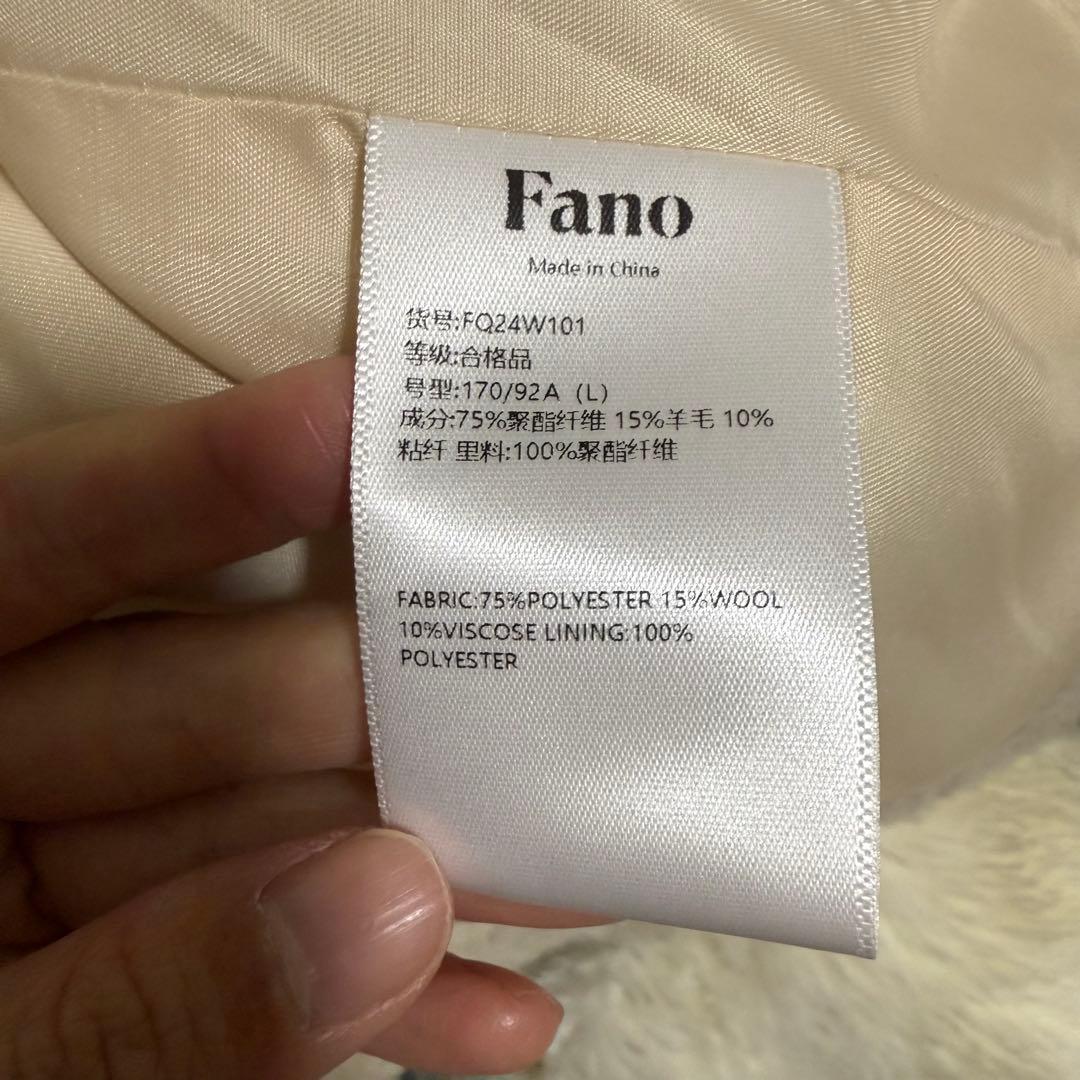 Fano
Made in China
货号:FQ24W101
等级:合格品
号型:170/92A（L）
成分:75%聚酯纤维 15%羊毛 10%
粘纤 里料:100%聚酯纤维
FABRIC:75%POLYESTER 15%WOOL
10%VISCOSE LINING:100%
POLYESTER